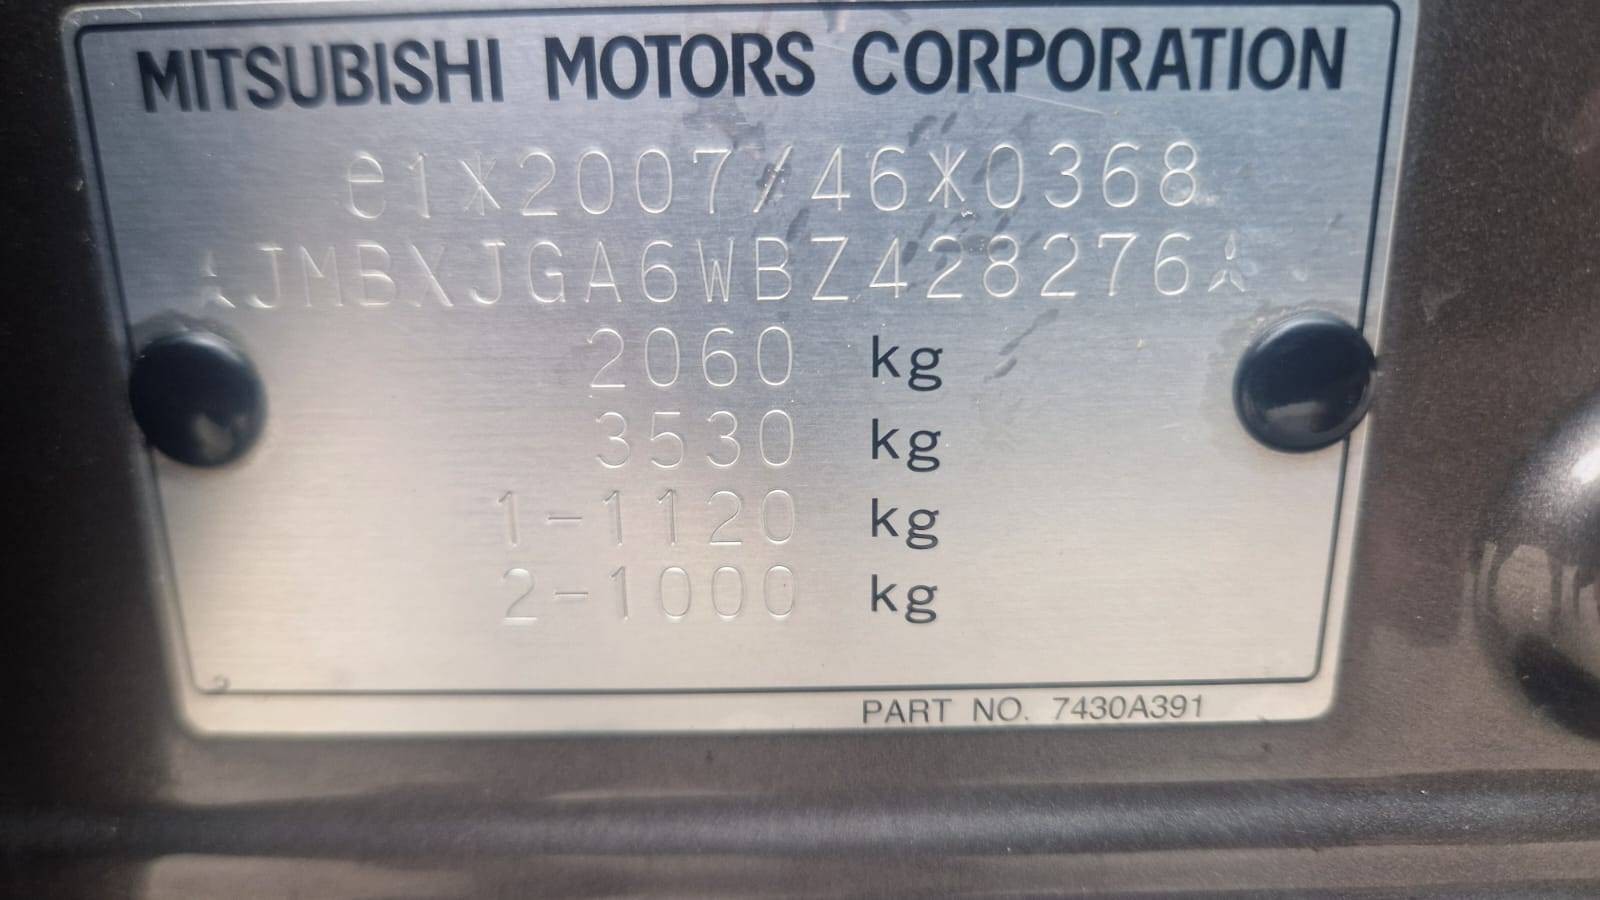 MITSUBISHI MOTORS CORPORATION
e1*2007/46*0368
JMBXJGA6WBZ428276
2060 kg
3530 kg
1-1120 kg
2-1000 kg
2
PART NO. 7430A391